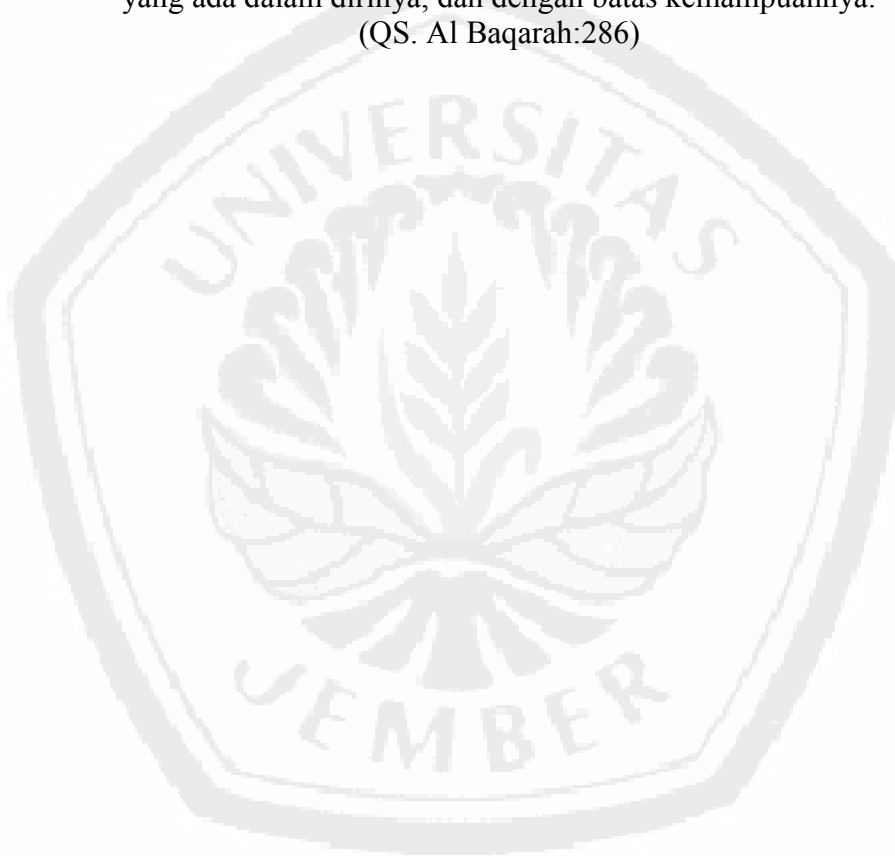 yang ada dalam dirinya, dan dengan batas kemampuannya.
(QS. Al Baqarah:286)
UNIVERSITAS
JEMBER